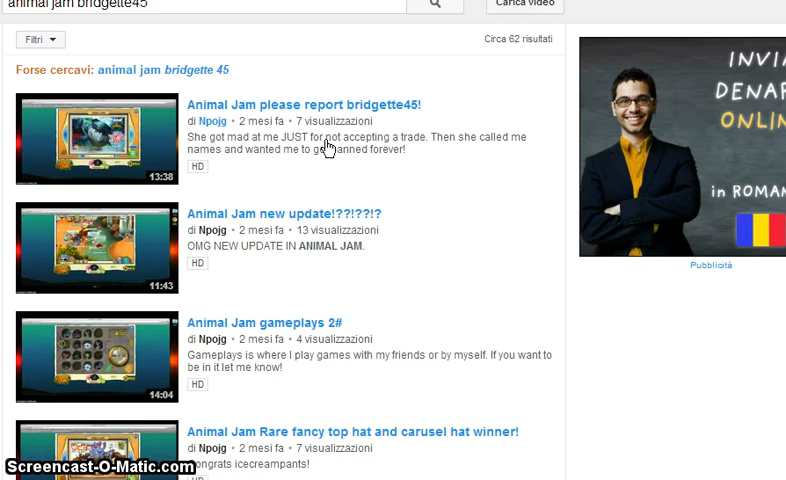 animal jam bridgette45
Carica video
Filtri
Circa 62 risultati
Forse cercavi: animal jam bridgette 45
Animal Jam please report bridgette45!
di Npojg • 2 mesi fa • 7 visualizzazioni
She got mad at me JUST for not accepting a trade. Then she called me
names and wanted me to get banned forever!
HD
13:38
Animal Jam new update!??!??!?
di Npojg • 2 mesi fa • 13 visualizzazioni
OMG NEW UPDATE IN ANIMAL JAM.
HD
11:43
Animal Jam gameplays 2#
di Npojg • 2 mesi fa • 4 visualizzazioni
Gameplays is where I play games with my friends or by myself. If you want to
be in it let me know!
HD
14:04
Animal Jam Rare fancy top hat and carusel hat winner!
di Npojg • 2 mesi fa • 7 visualizzazioni
Congrats icecreampants!
HD
Screencast-O-Matic.com
INVIA
DENAR
ONLIN
in ROMAN
Pubblicità